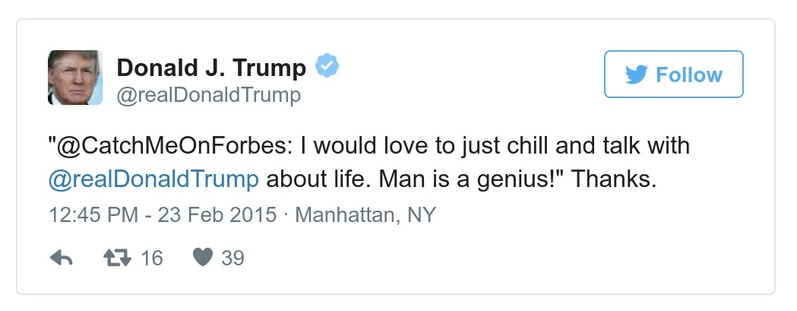 Donald J. Trump
@realDonaldTrump
Follow
"@CatchMeOnForbes: I would love to just chill and talk with
@realDonaldTrump about life. Man is a genius!" Thanks.
12:45 PM - 23 Feb 2015 · Manhattan, NY
16 39